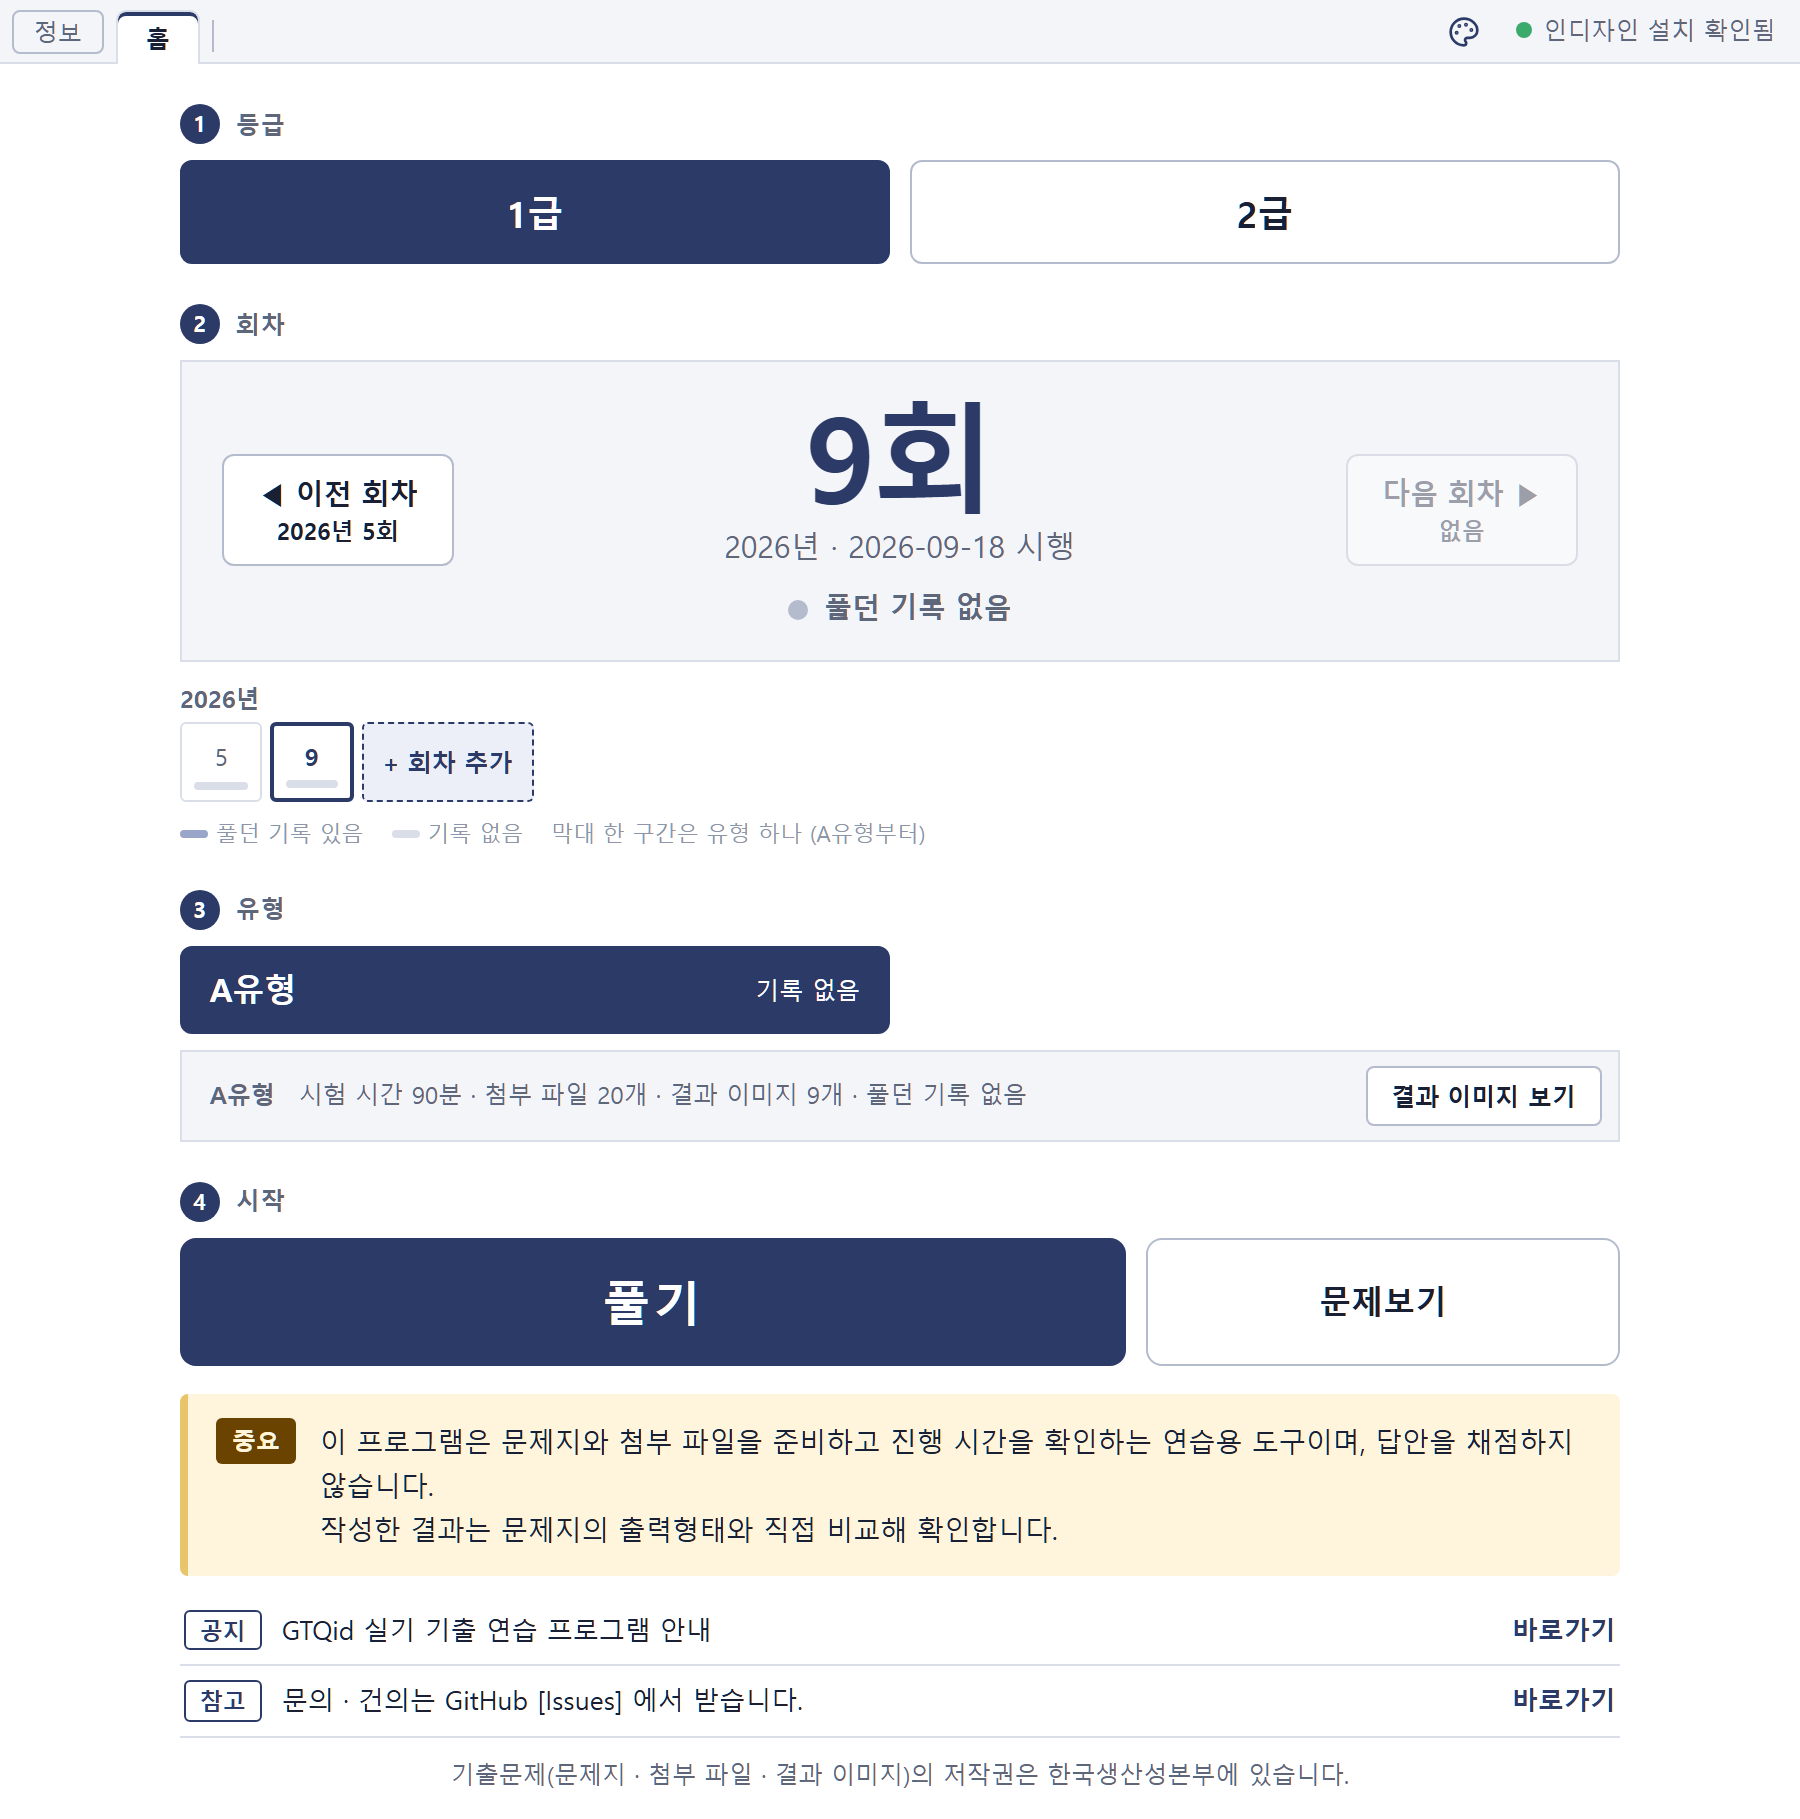 정보
홈
인디자인 설치 확인됨
1 등급
1급
2급
2 회차
◀ 이전 회차
2026년 5회
9회
2026년 · 2026-09-18 시행
풀던 기록 없음
다음 회차 ▶
없음
2026년
5
9
+ 회차 추가
풀던 기록 있음 기록 없음 막대 한 구간은 유형 하나 (A유형부터)
3 유형
A유형 기록 없음
A유형 시험 시간 90분 · 첨부 파일 20개 · 결과 이미지 9개 · 풀던 기록 없음
결과 이미지 보기
4 시작
풀기
문제보기
중요 이 프로그램은 문제지와 첨부 파일을 준비하고 진행 시간을 확인하는 연습용 도구이며, 답안을 채점하지
않습니다.
작성한 결과는 문제지의 출력형태와 직접 비교해 확인합니다.
공지 GTQid 실기 기출 연습 프로그램 안내 바로가기
참고 문의 · 건의는 GitHub [Issues] 에서 받습니다. 바로가기
기출문제(문제지 · 첨부 파일 · 결과 이미지)의 저작권은 한국생산성본부에 있습니다.